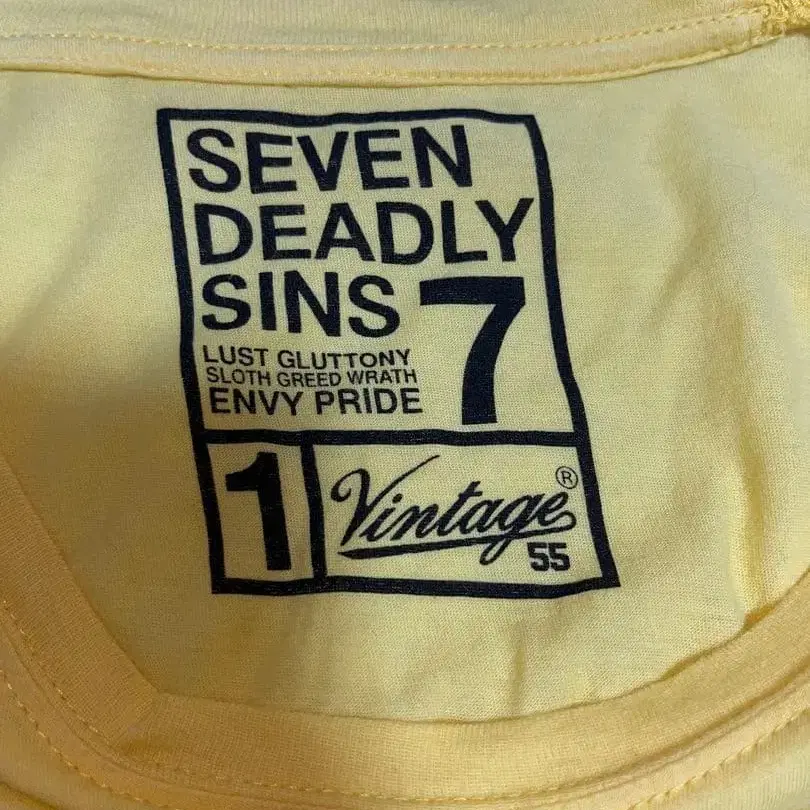 SEVEN
DEADLY
SINS 7
LUST GLUTTONY
SLOTH GREED WRATH
ENVY PRIDE
1
Vintage®
55